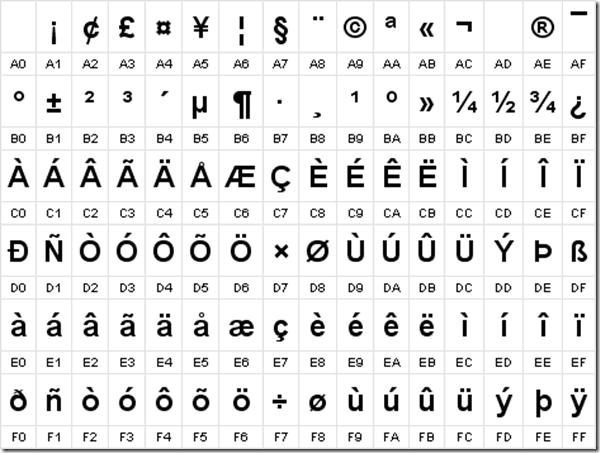 ¡ ¢ £ ¤ ¥ ¦ § ¨ © ª « ¬ ® ¯
A0 A1 A2 A3 A4 A5 A6 A7 A8 A9 AA AB AC AD AE AF
° ± ² ³ ´ µ ¶ · ¸ ¹ º » ¼ ½ ¾ ¿
B0 B1 B2 B3 B4 B5 B6 B7 B8 B9 BA BB BC BD BE BF
À Á Â Ã Ä Å Æ Ç È É Ê Ë Ì Í Î Ï
C0 C1 C2 C3 C4 C5 C6 C7 C8 C9 CA CB CC CD CE CF
Ð Ñ Ò Ó Ô Õ Ö × Ø Ù Ú Û Ü Ý Þ ß
D0 D1 D2 D3 D4 D5 D6 D7 D8 D9 DA DB DC DD DE DF
à á â ã ä å æ ç è é ê ë ì í î ï
E0 E1 E2 E3 E4 E5 E6 E7 E8 E9 EA EB EC ED EE EF
ð ñ ò ó ô õ ö ÷ ø ù ú û ü ý þ ÿ
F0 F1 F2 F3 F4 F5 F6 F7 F8 F9 FA FB FC FD FE FF